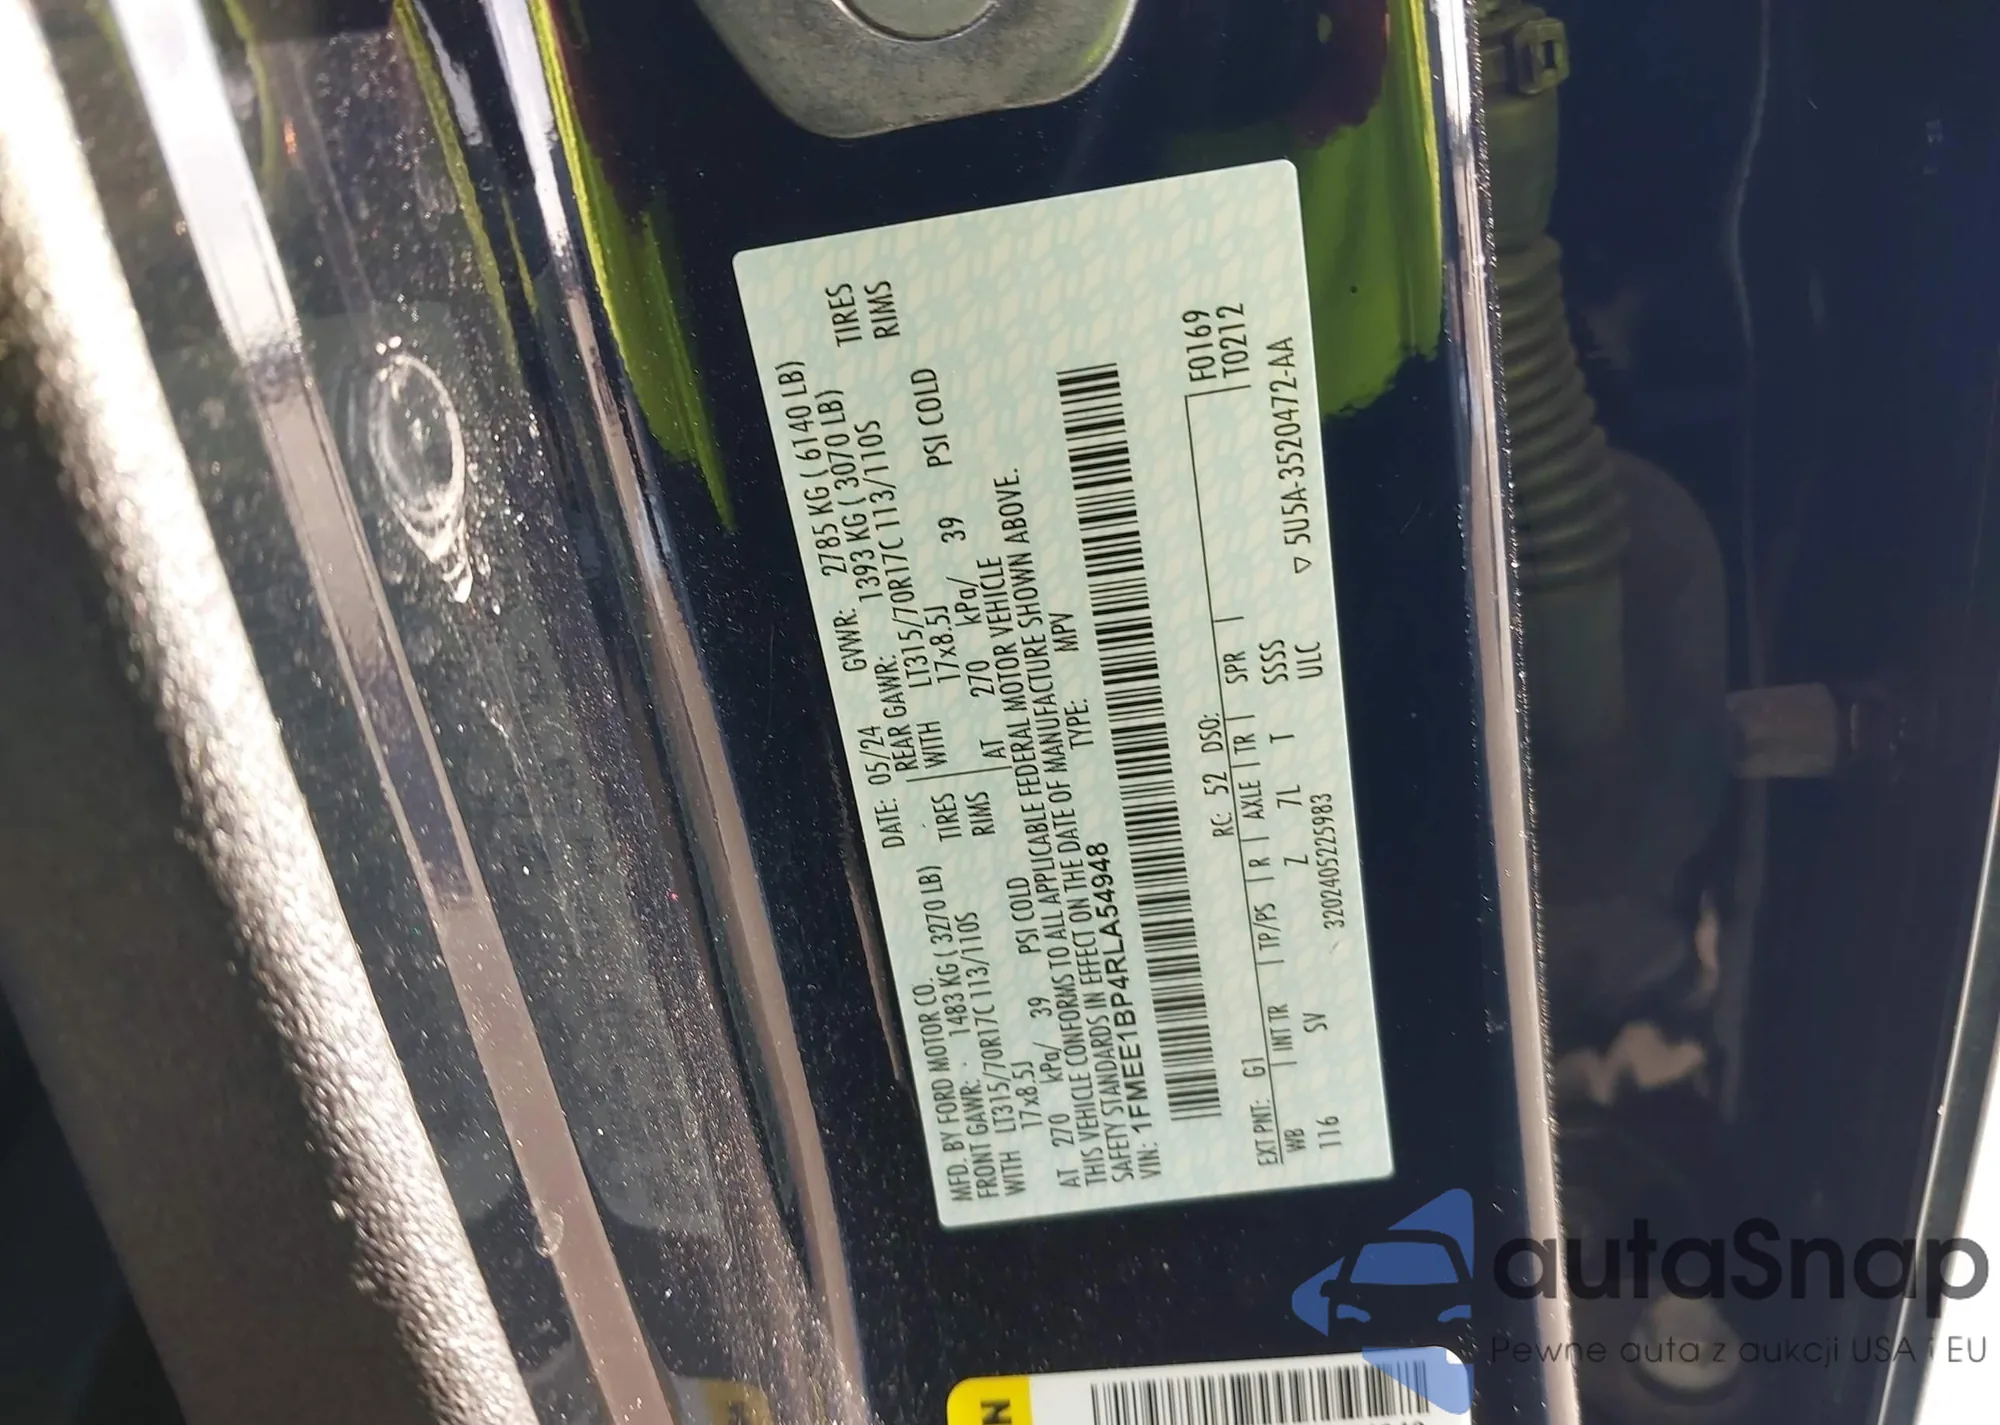 MFD. BY FORD MOTOR CO. DATE: 05/24 GVWR: 2785 KG ( 6140 LB)
FRONT GAWR: 1483 KG ( 3270 LB) REAR GAWR: 1393 KG ( 3070 LB)
WITH LT315/70R17C 113/110S TIRES WITH LT315/70R17C 113/110S TIRES
17x8.5J RIMS 17x8.5J RIMS
AT 270 kPa/ 39 PSI COLD AT 270 kPa/ 39 PSI COLD
THIS VEHICLE CONFORMS TO ALL APPLICABLE FEDERAL MOTOR VEHICLE
SAFETY STANDARDS IN EFFECT ON THE DATE OF MANUFACTURE SHOWN ABOVE.
VIN: 1FMEE1BP4RLA54948 TYPE: MPV
EXT PNT: G1 RC: 52 DSO: F0169
WB INT TR TP/PS R AXLE TR SPR T0212
116 SV Z 7L T SSSS
320240522S983 ULC ▽ 5U5A-3520472-AA
autaSnap
Pewne auta z aukcji USA i EU